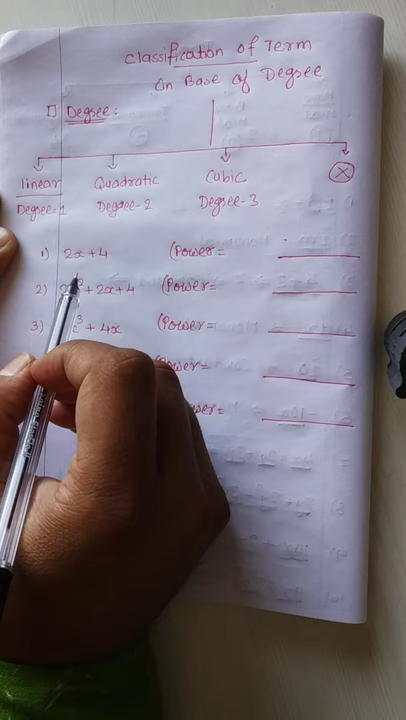 Classification of Term
On Base of Degree
I] Degree:
linear Quadratic Cubic X
Degree-1 Degree-2 Degree-3
1) 2x+4 (Power= 
2) + 2x + 4 (Power=
3) + 4x (Power=
(Power=